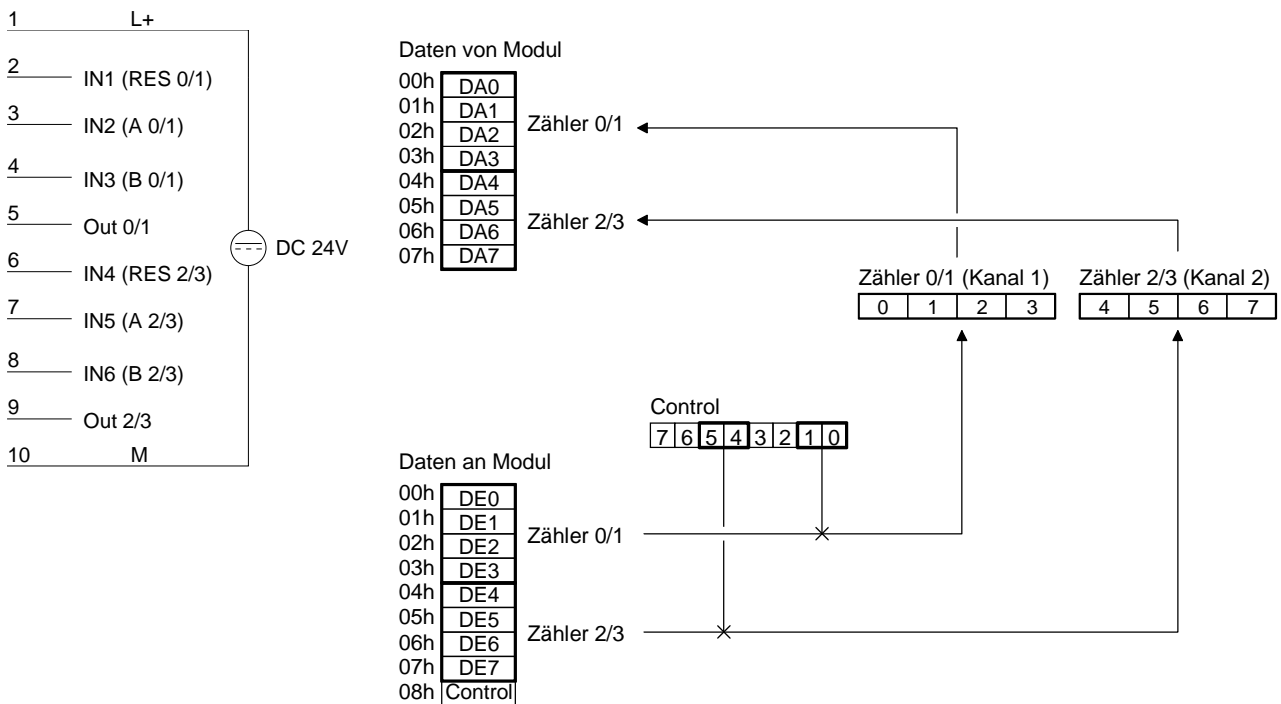 1 L+
2 IN1 (RES 0/1)
3 IN2 (A 0/1)
4 IN3 (B 0/1)
5 Out 0/1
6 IN4 (RES 2/3)
7 IN5 (A 2/3)
8 IN6 (B 2/3)
9 Out 2/3
10 M
DC 24V
Daten von Modul
00h DA0
01h DA1
02h DA2
03h DA3
Zähler 0/1
04h DA4
05h DA5
06h DA6
07h DA7
Zähler 2/3
Zähler 0/1 (Kanal 1)
0 1 2 3
Zähler 2/3 (Kanal 2)
4 5 6 7
Control
7 6 5 4 3 2 1 0
Daten an Modul
00h DE0
01h DE1
02h DE2
03h DE3
Zähler 0/1
04h DE4
05h DE5
06h DE6
07h DE7
Zähler 2/3
08h Control